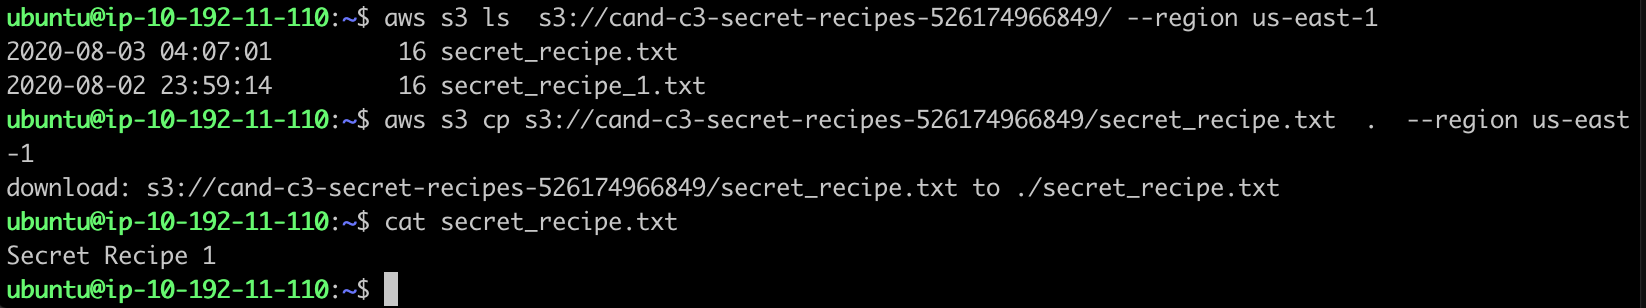 ubuntu@ip-10-192-11-110:~$ aws s3 ls  s3://cand-c3-secret-recipes-526174966849/ --region us-east-1
2020-08-03 04:07:01         16 secret_recipe.txt
2020-08-02 23:59:14         16 secret_recipe_1.txt
ubuntu@ip-10-192-11-110:~$ aws s3 cp s3://cand-c3-secret-recipes-526174966849/secret_recipe.txt  .  --region us-east
-1
download: s3://cand-c3-secret-recipes-526174966849/secret_recipe.txt to ./secret_recipe.txt
ubuntu@ip-10-192-11-110:~$ cat secret_recipe.txt
Secret Recipe 1
ubuntu@ip-10-192-11-110:~$